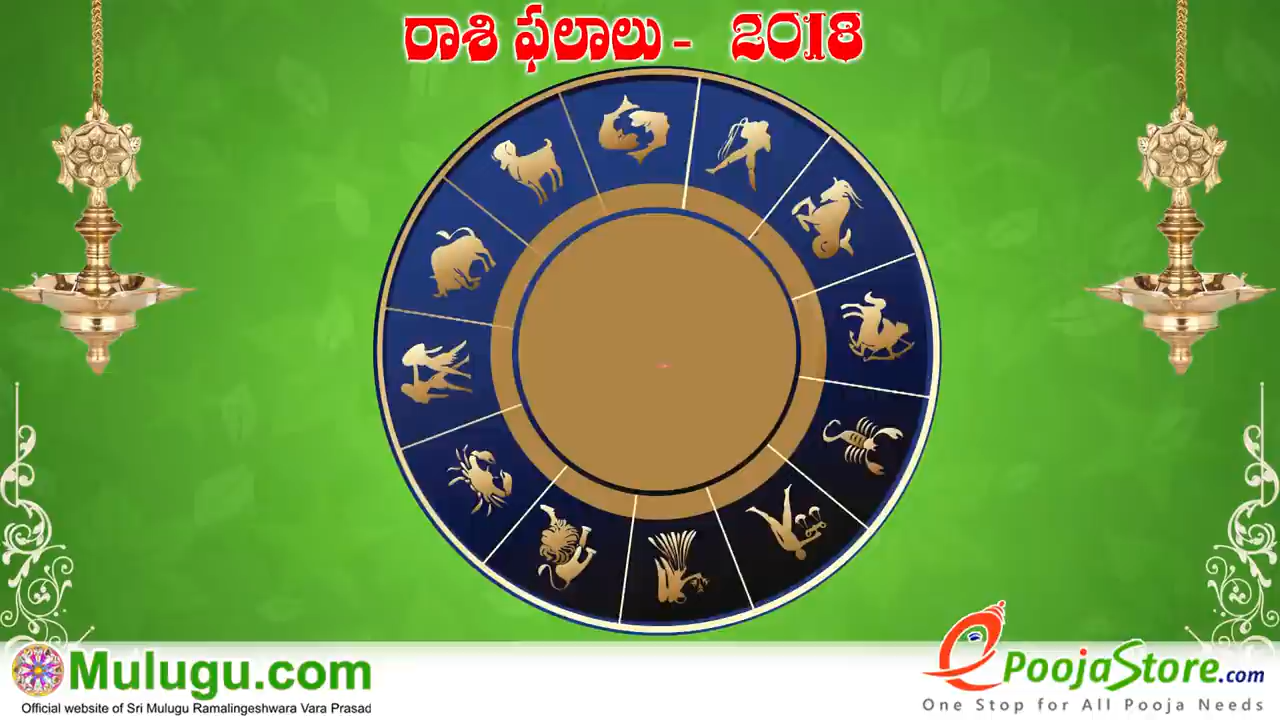 రాశి ఫలాలు - 2018
Mulugu.com
Official website of Sri Mulugu Ramalingeshwara Vara Prasad
ePoojaStore.com
One Stop for All Pooja Needs